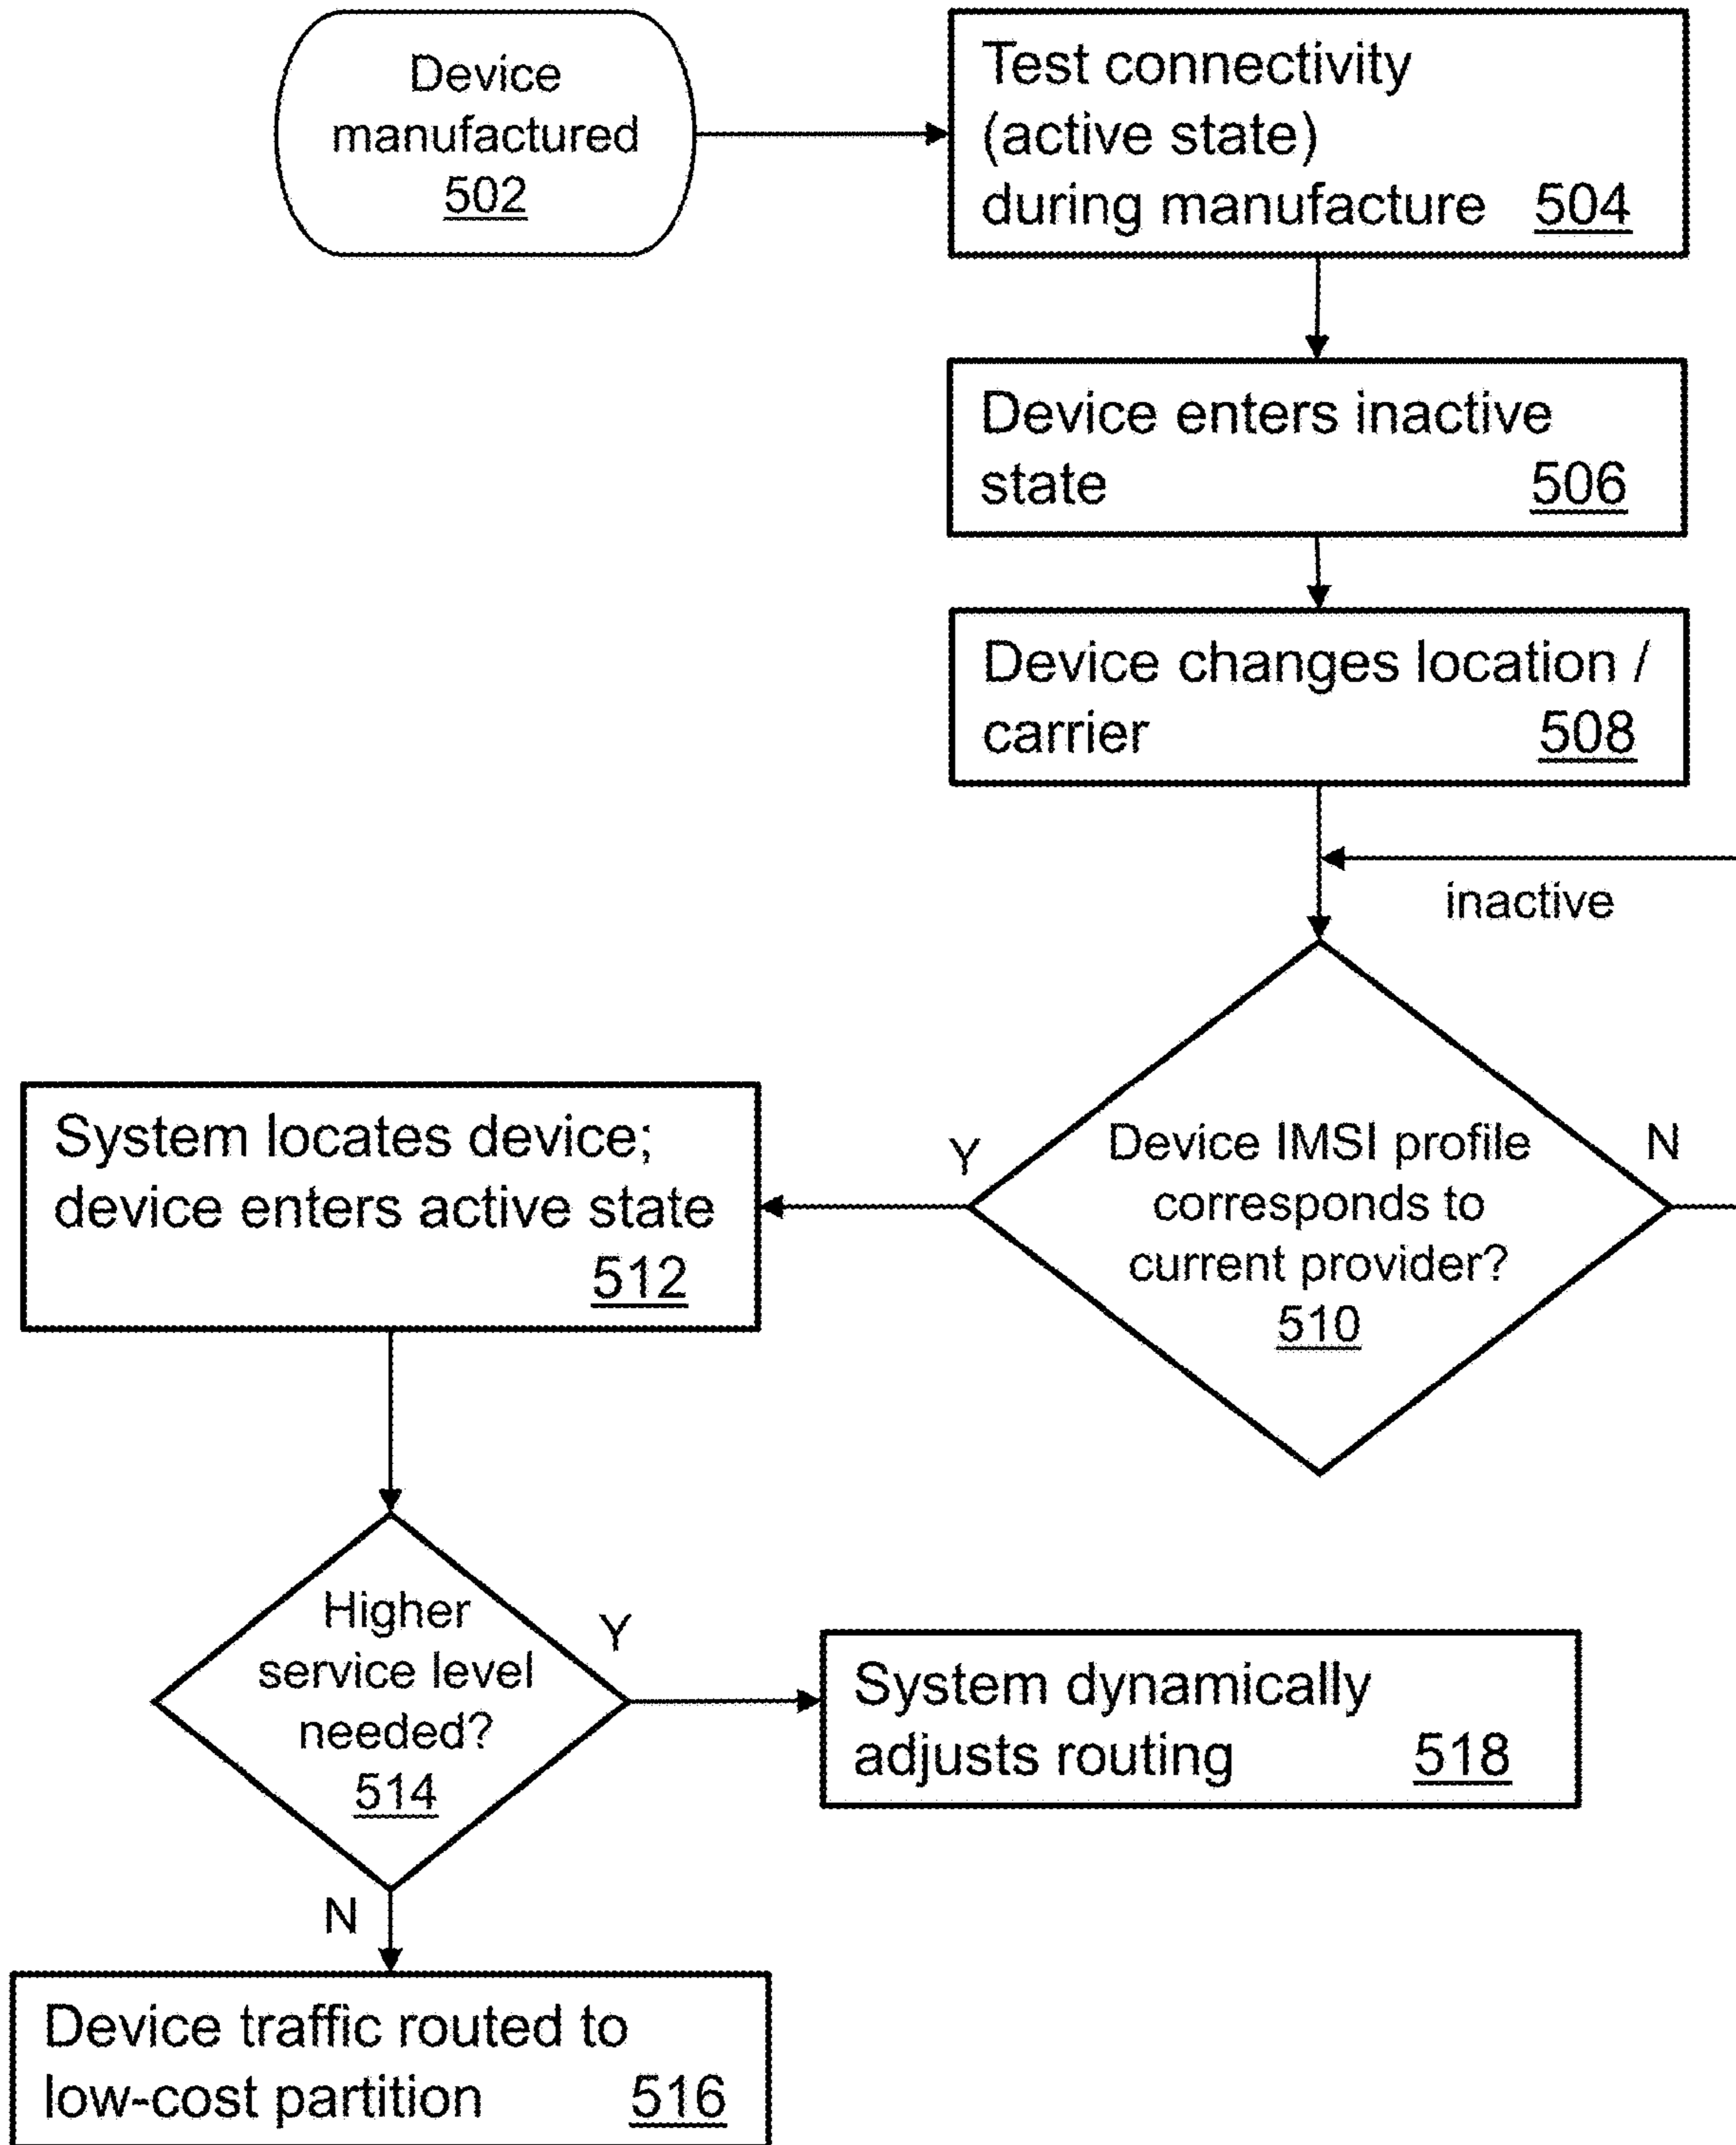 Device
manufactured
502
Test connectivity
(active state)
during manufacture 504
Device enters inactive
state 506
Device changes location /
carrier 508
inactive
Device IMSI profile
corresponds to
current provider?
510
Y
N
System locates device;
device enters active state
512
Higher
service level
needed?
514
Y
N
System dynamically
adjusts routing 518
Device traffic routed to
low-cost partition 516